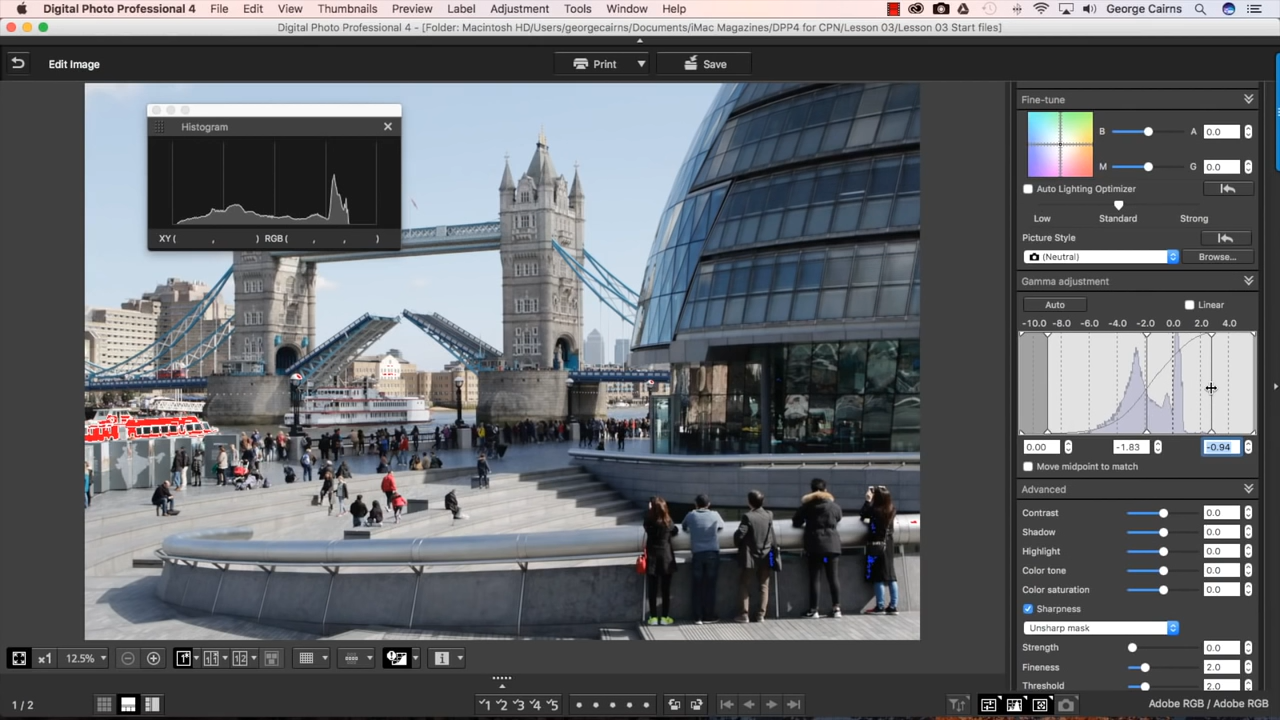 Digital Photo Professional 4 File Edit View Thumbnails Preview Label Adjustment Tools Window Help George Cairns
Digital Photo Professional 4 - [Folder: Macintosh HD/Users/georgecairns/Documents/iMac Magazines/DPP4 for CPN/Lesson 03/Lesson 03 Start files]
Edit Image Print Save
Histogram
XY ( , ) RGB ( , , )
Fine-tune
B A 0.0
M G 0.0
Auto Lighting Optimizer
Low Standard Strong
Picture Style
(Neutral) Browse...
Gamma adjustment
Auto Linear
-10.0 -8.0 -6.0 -4.0 -2.0 0.0 2.0 4.0
0.00 -1.83 -0.94
Move midpoint to match
Advanced
Contrast 0.0
Shadow 0.0
Highlight 0.0
Color tone 0.0
Color saturation 0.0
Sharpness
Unsharp mask
Strength 0.0
Fineness 2.0
Threshold 2.0
x1 12.5%
1 / 2 1 2 3 4 5 Adobe RGB / Adobe RGB